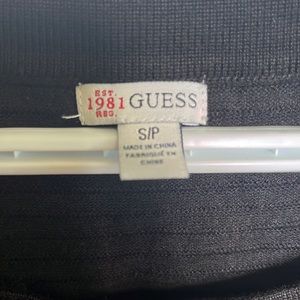 EST.
1981 GUESS
REG.
S/P
MADE IN CHINA
FABRIQUÉ EN
CHINE